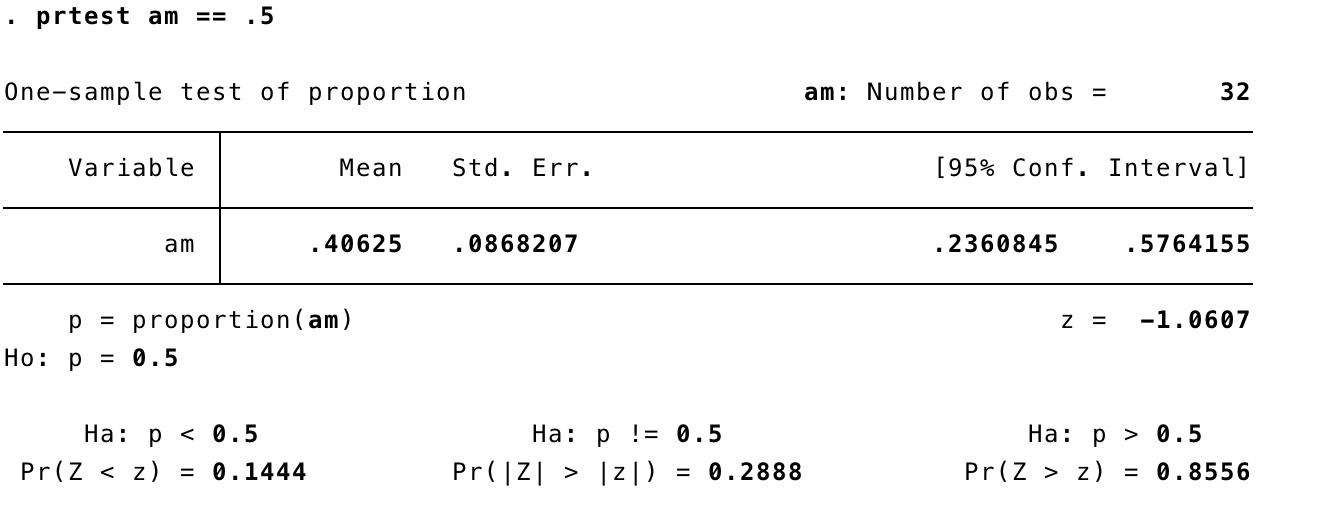 . prtest am == .5
One-sample test of proportion am: Number of obs = 32
Variable Mean Std. Err. [95% Conf. Interval]
am .40625 .0868207 .2360845 .5764155
p = proportion(am) z = -1.0607
Ho: p = 0.5
Ha: p < 0.5 Ha: p != 0.5 Ha: p > 0.5
Pr(Z < z) = 0.1444 Pr(|Z| > |z|) = 0.2888 Pr(Z > z) = 0.8556